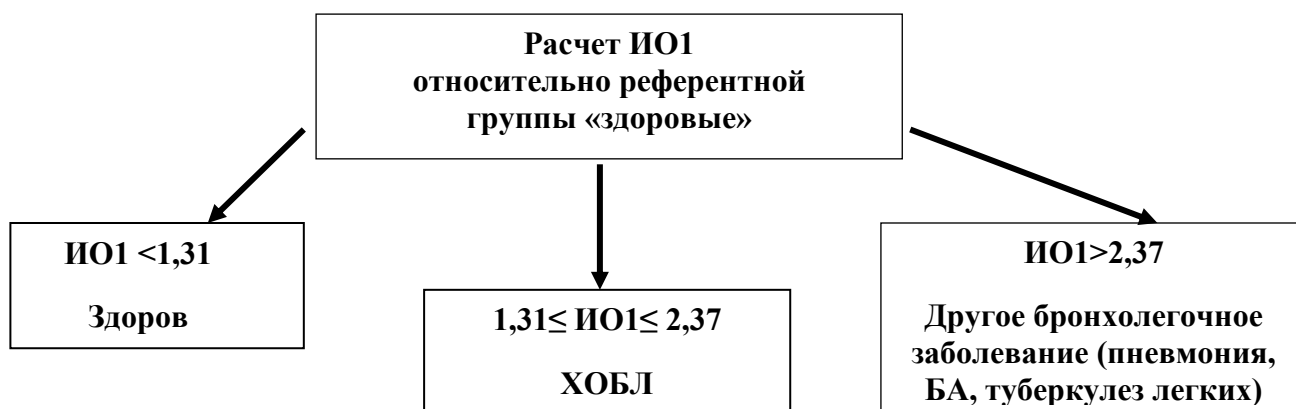 Расчет ИО1
относительно референтной
группы «здоровые»
ИО1 <1,31
Здоров
1,31≤ ИО1≤ 2,37
ХОБЛ
ИО1>2,37
Другое бронхолегочное
заболевание (пневмония,
БА, туберкулез легких)